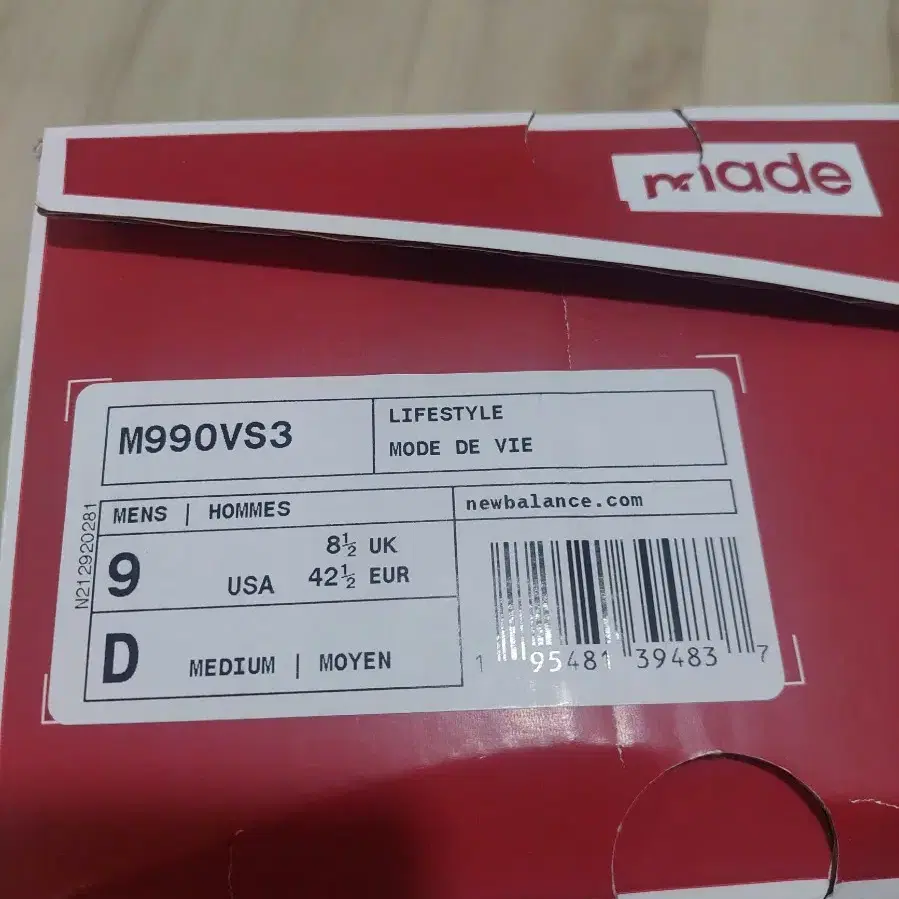 made
M990VS3
LIFESTYLE
MODE DE VIE
MENS | HOMMES
newbalance.com
N212920281
9 USA
8½ UK
42½ EUR
D MEDIUM | MOYEN
1 95481 39483 7